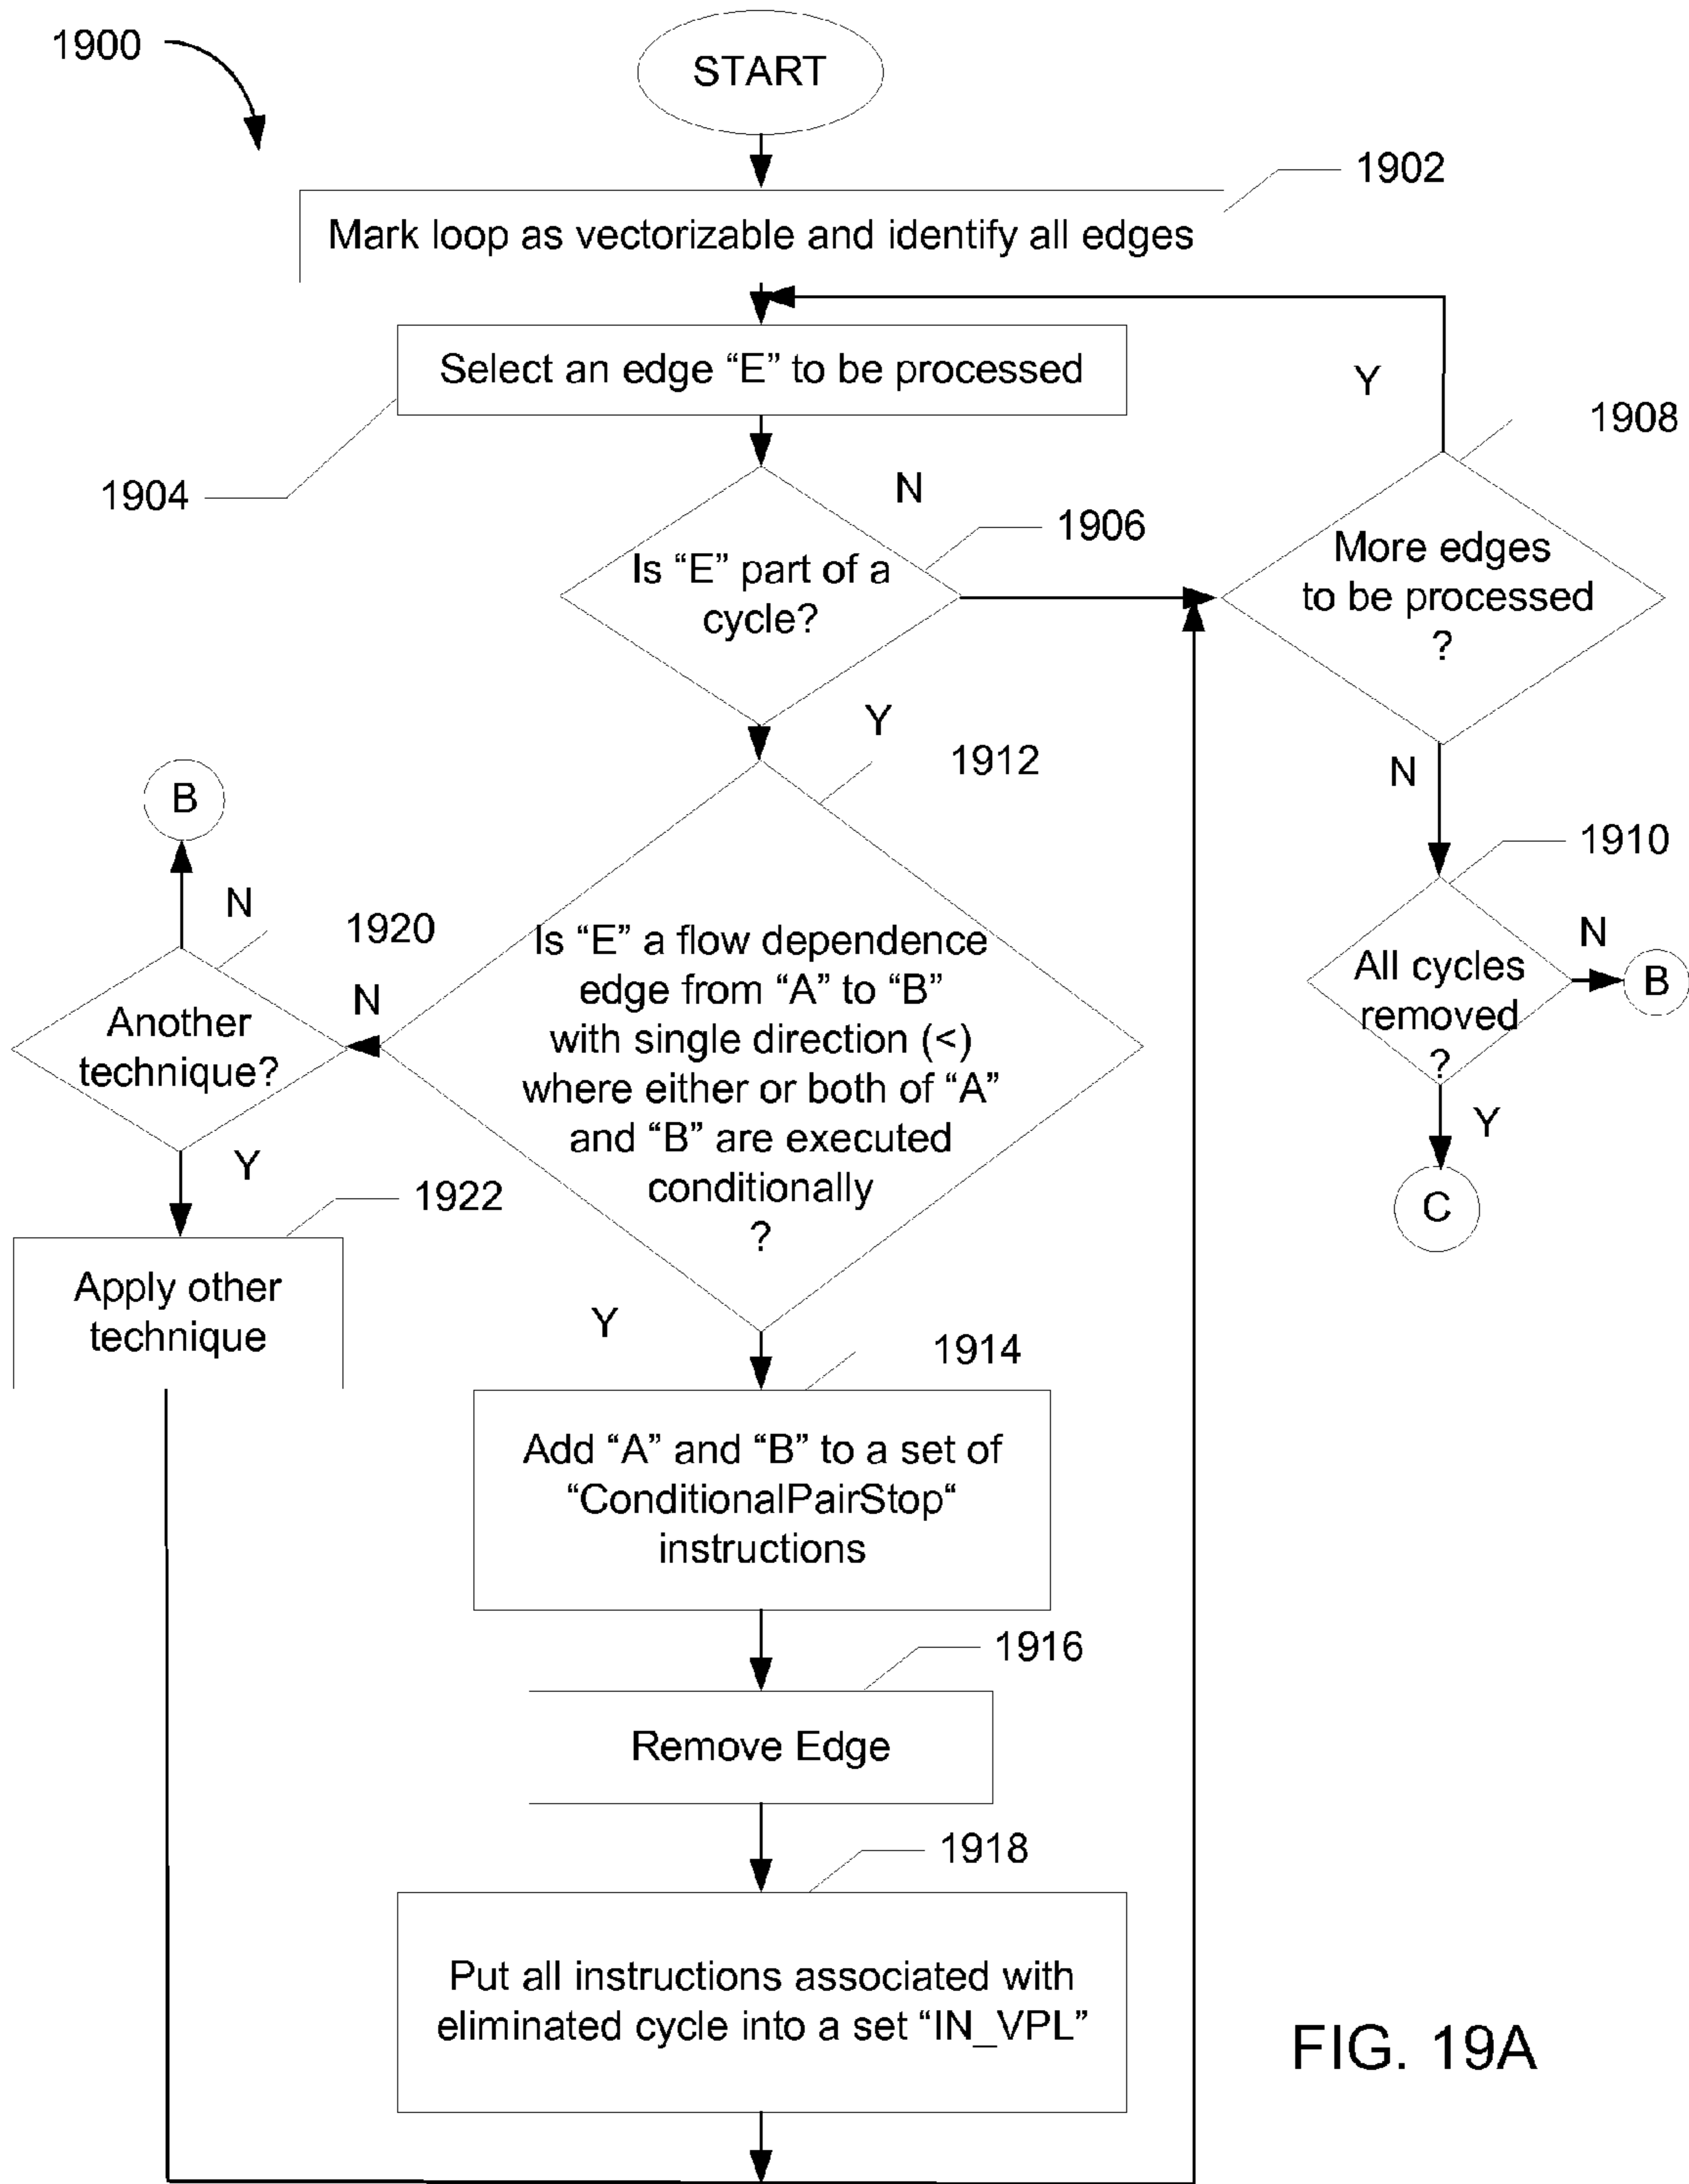 1900
START
1902
Mark loop as vectorizable and identify all edges
Select an edge “E” to be processed
Y
1908
1904
N
1906
Is “E” part of a
cycle?
More edges
to be processed
?
Y
1912
N
B
1910
N
1920
Is “E” a flow dependence
edge from “A” to “B”
with single direction (<)
where either or both of “A”
and “B” are executed
conditionally
?
N
Another
technique?
All cycles
removed
?
N
B
Y
C
Y
1922
Apply other
technique
Y
1914
Add “A” and “B” to a set of
“ConditionalPairStop“
instructions
1916
Remove Edge
1918
Put all instructions associated with
eliminated cycle into a set “IN_VPL”
FIG. 19A